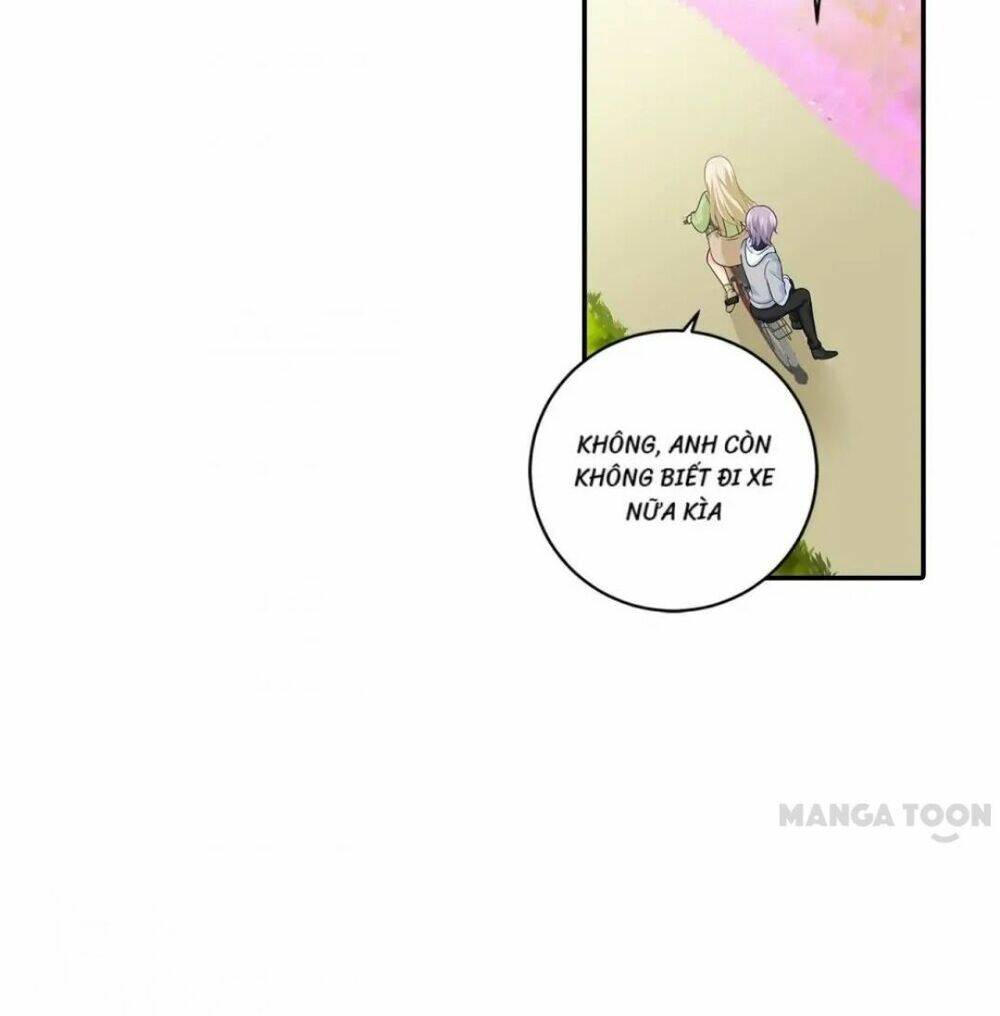 KHÔNG, ANH CÒN
KHÔNG BIẾT ĐI XE
NỮA KÌA
MANGA TOON